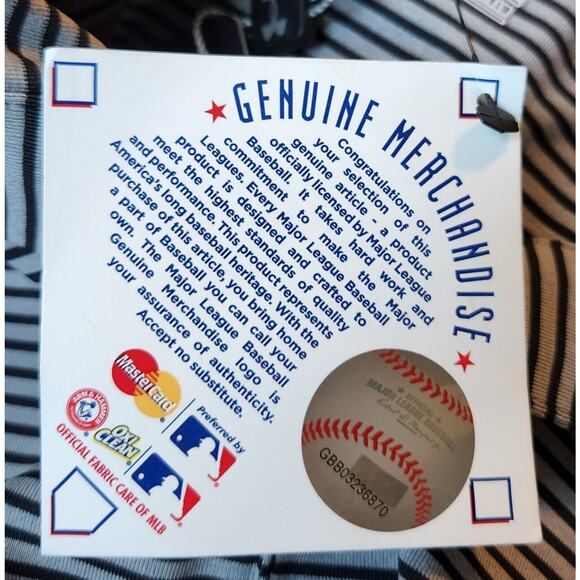 GENUINE MERCHANDISE
Congratulations on
your selection of this
genuine article - a product
officially licensed by Major League
Baseball. It takes hard work and
commitment to make the Major
Leagues. Every Major League Baseball
product is designed and crafted to
meet the highest standards of quality
and performance. This product represents
America's long baseball heritage. With the
purchase of this article, you bring home
a part of Baseball you can call your
own. The Major League Baseball
Genuine Merchandise logo is
your assurance of authenticity.
Accept no substitute.
MasterCard
Preferred by
ARM & HAMMER
OXI
CLEAN
OFFICIAL FABRIC CARE OF MLB
OFFICIAL
MAJOR LEAGUE BASEBALL
GBB03236870